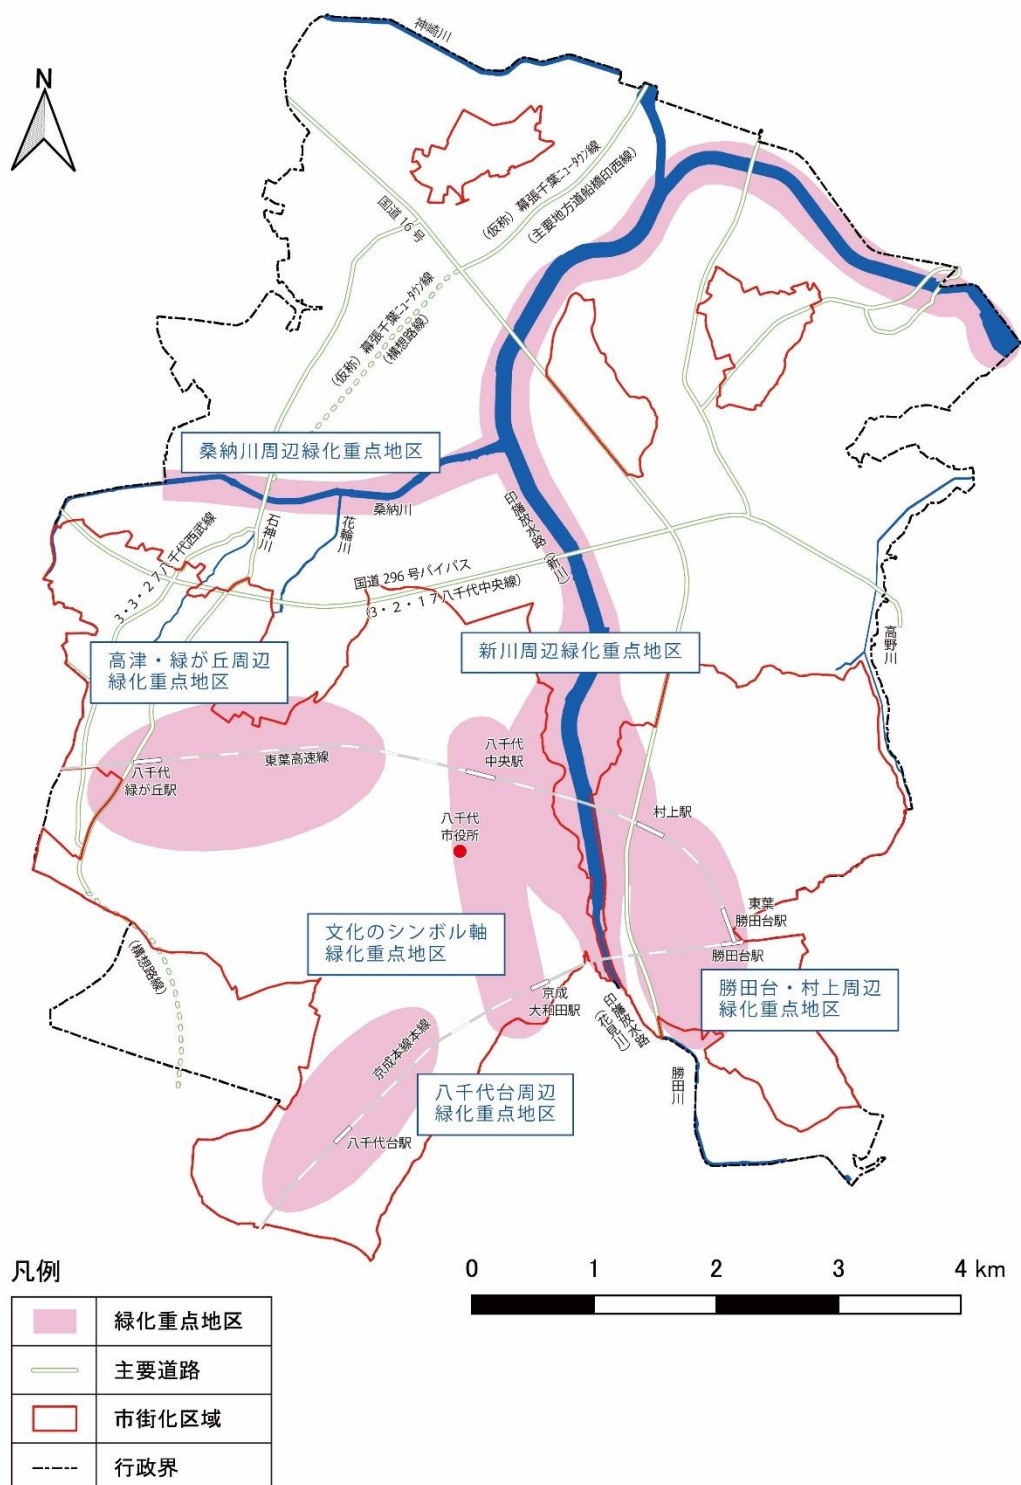 神崎川
N
国道16号
(仮称)幕張千葉ニュータウン線
(主要地方道船橋印西線)
(仮称)幕張千葉ニュータウン線
(構想路線)
桑納川周辺緑化重点地区
桑納川
石神川
花輪川
3・3・27八千代西武線
印旛放水路(新川)
国道296号バイパス
(3・2・17八千代中央線)
高野川
高津・緑が丘周辺
緑化重点地区
新川周辺緑化重点地区
東葉高速線
八千代
緑が丘駅
八千代
中央駅
村上駅
八千代
市役所
東葉
勝田台駅
勝田台駅
文化のシンボル軸
緑化重点地区
(構想路線)
京成
大和田駅
印旛放水路
(花見川)
勝田台・村上周辺
緑化重点地区
京成本線本線
八千代台周辺
緑化重点地区
勝田川
八千代台駅
凡例
緑化重点地区
主要道路
市街化区域
行政界
0 1 2 3 4 km